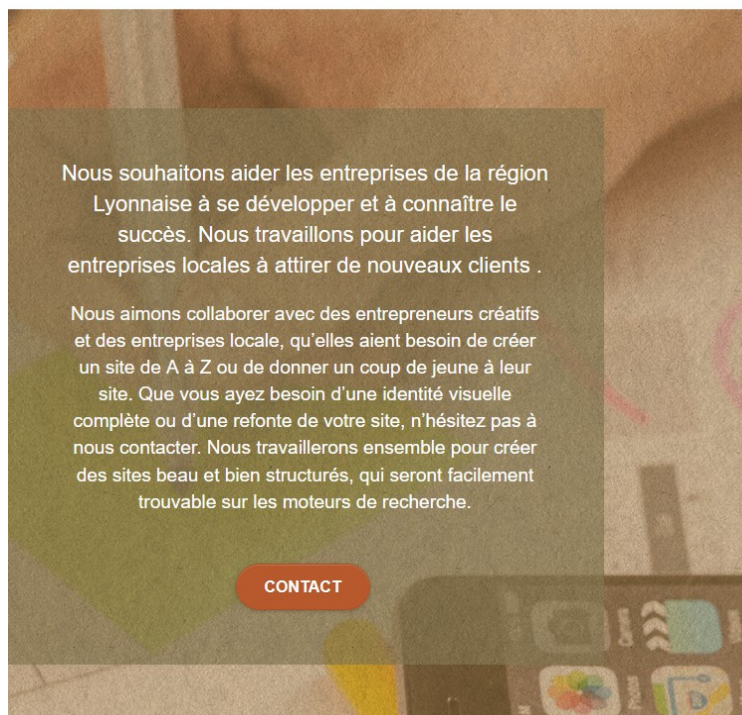 Nous souhaitons aider les entreprises de la région
Lyonnaise à se développer et à connaître le
succès. Nous travaillons pour aider les
entreprises locales à attirer de nouveaux clients .
Nous aimons collaborer avec des entrepreneurs créatifs
et des entreprises locale, qu’elles aient besoin de créer
un site de A à Z ou de donner un coup de jeune à leur
site. Que vous ayez besoin d’une identité visuelle
complète ou d’une refonte de votre site, n’hésitez pas à
nous contacter. Nous travaillerons ensemble pour créer
des sites beau et bien structurés, qui seront facilement
trouvable sur les moteurs de recherche.
CONTACT
Camera
Photos